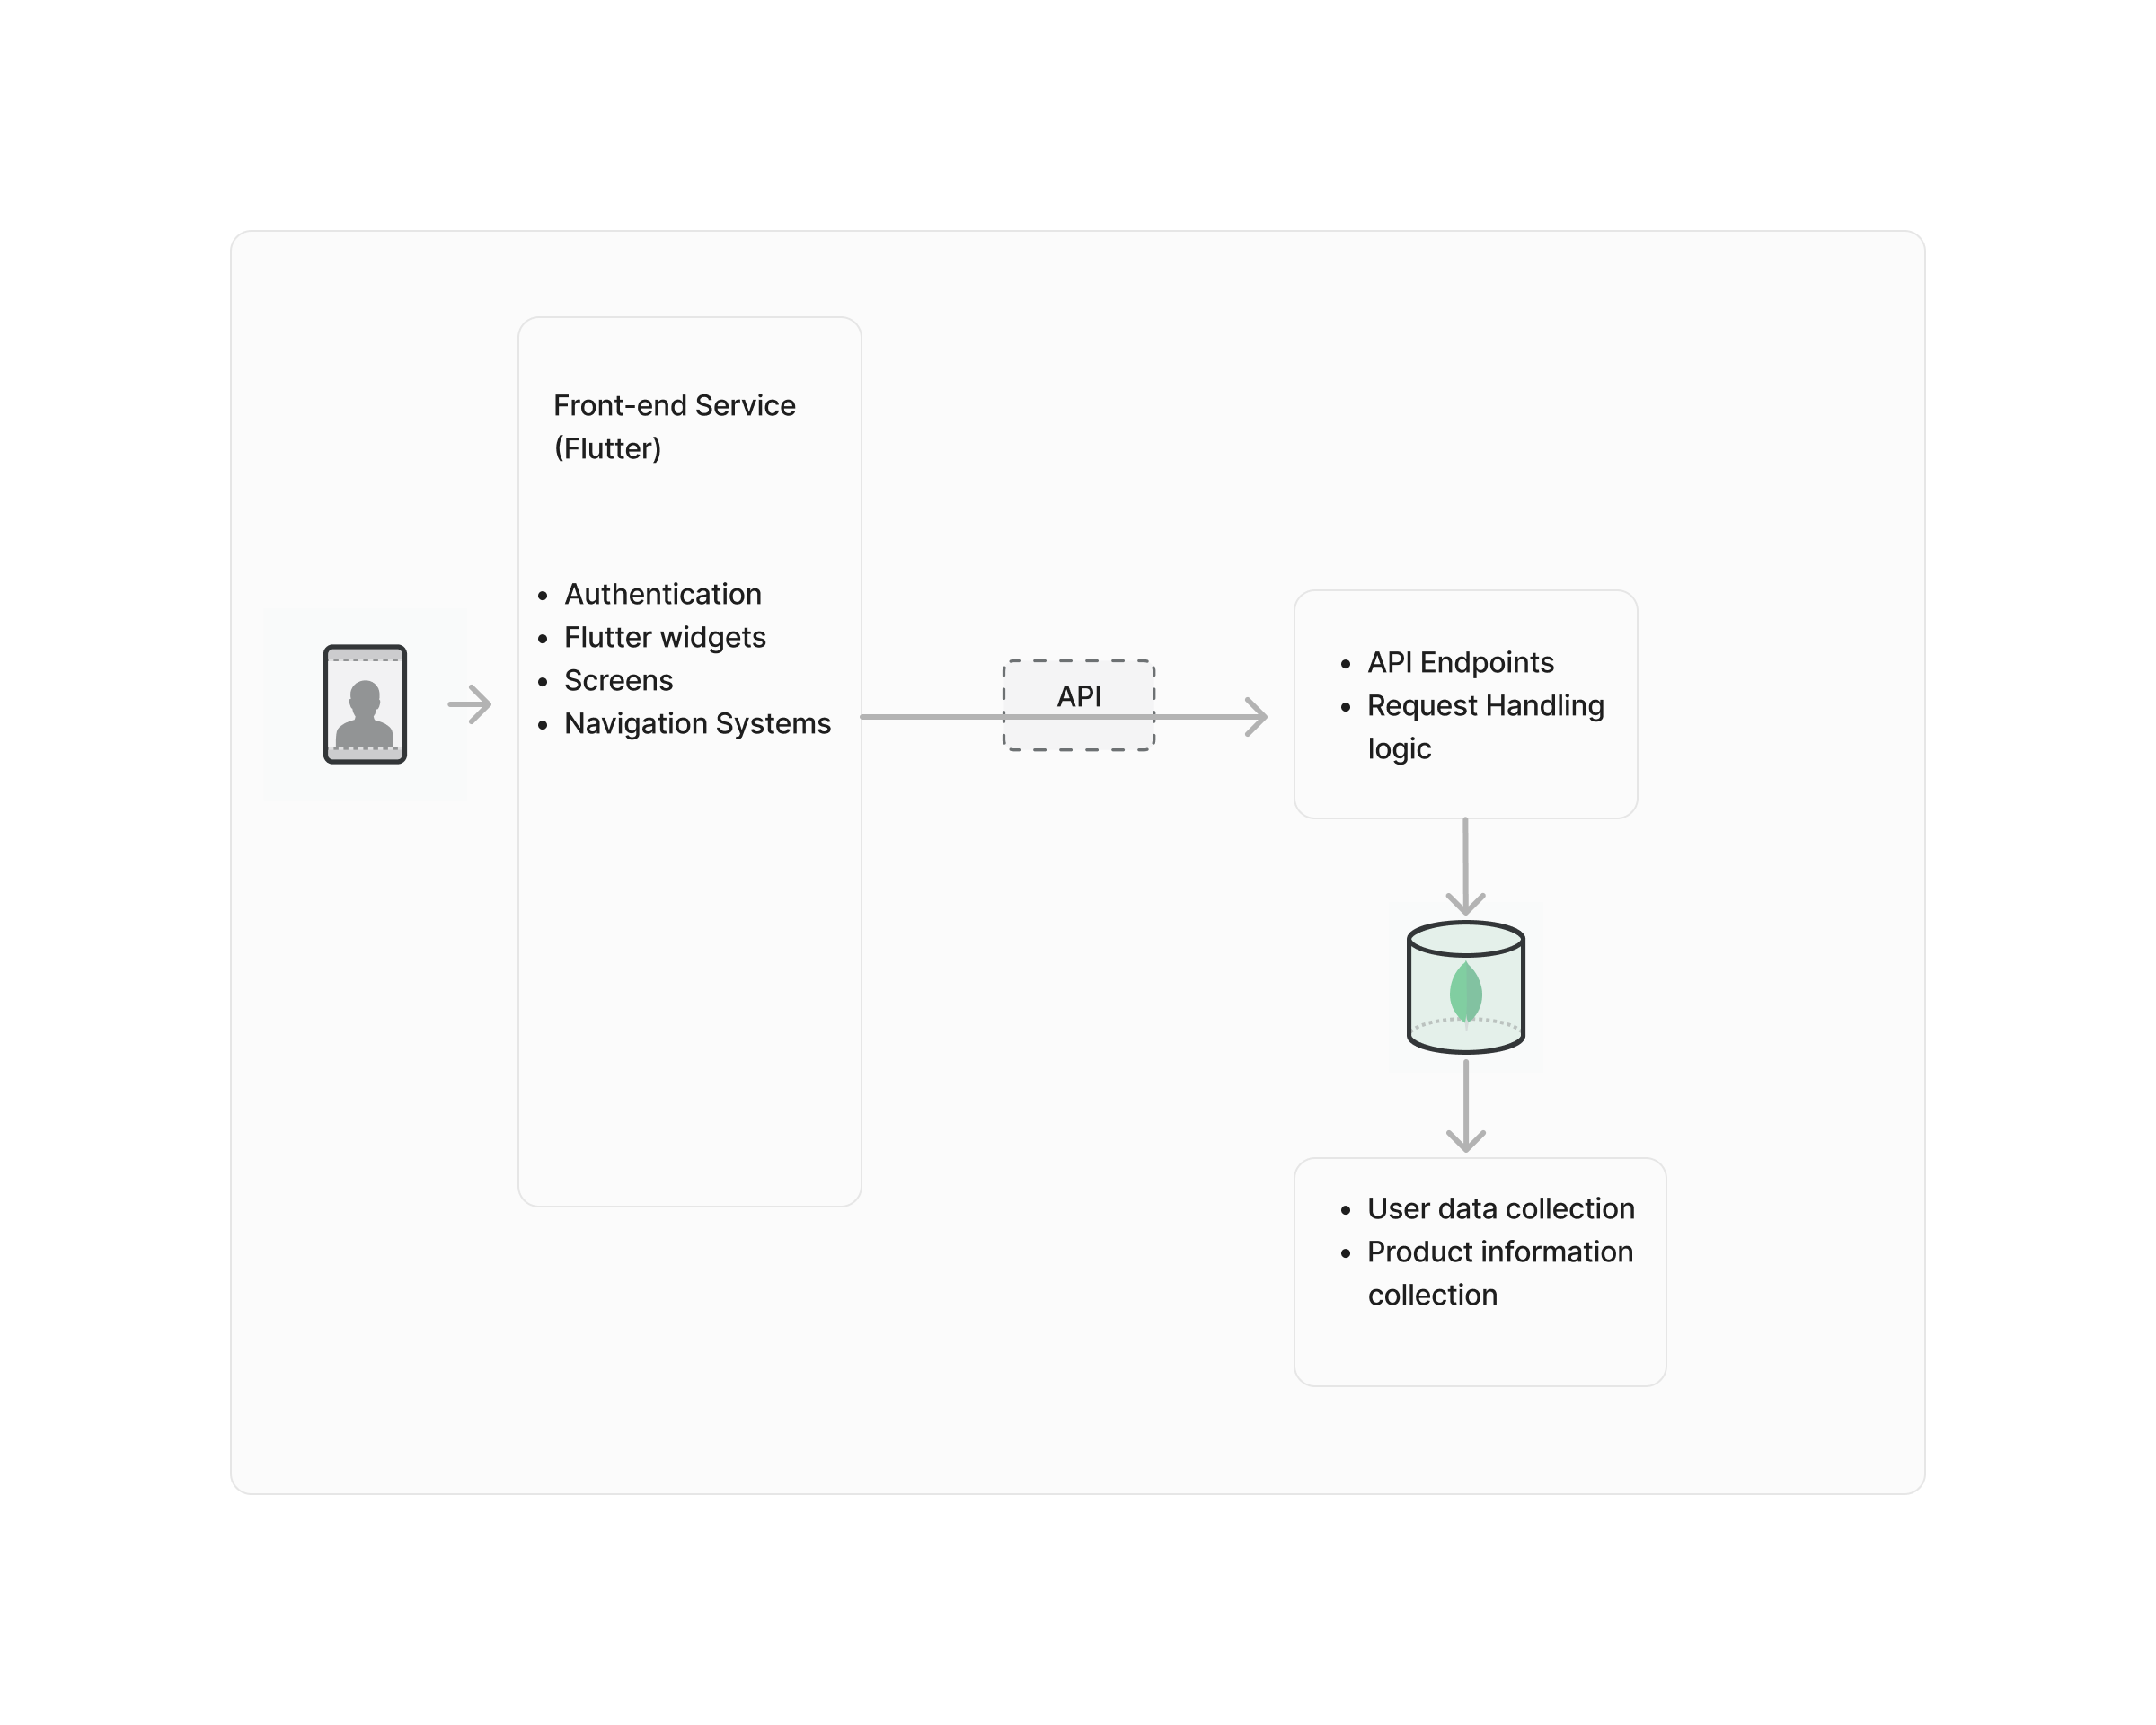 Front-end Service
(Flutter)
• Authentication
• Flutter widgets
• Screens
• Navigation Systems
API
• API Endpoints
• Request Handling
logic
• User data collection
• Product information
collection